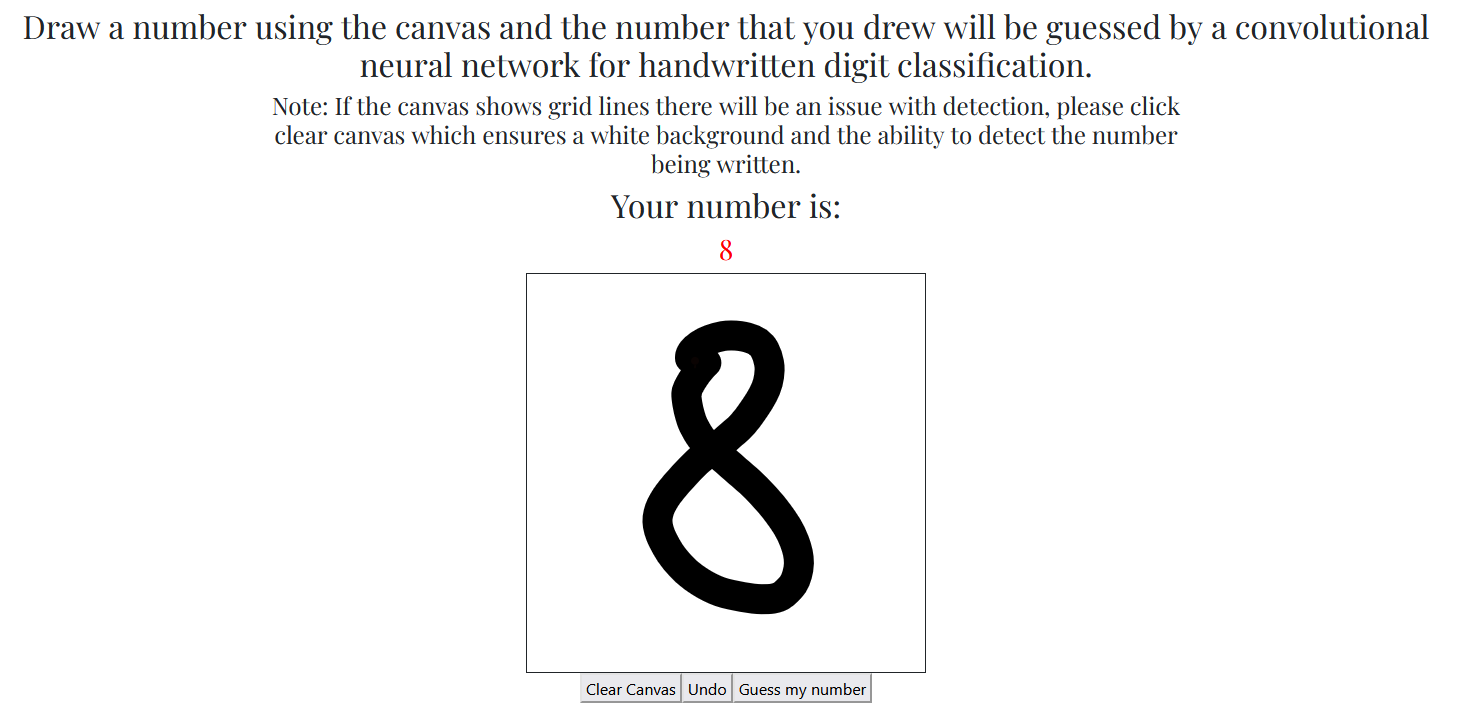 Draw a number using the canvas and the number that you drew will be guessed by a convolutional
neural network for handwritten digit classification.
Note: If the canvas shows grid lines there will be an issue with detection, please click
clear canvas which ensures a white background and the ability to detect the number
being written.
Your number is:
8
8
Clear Canvas Undo Guess my number